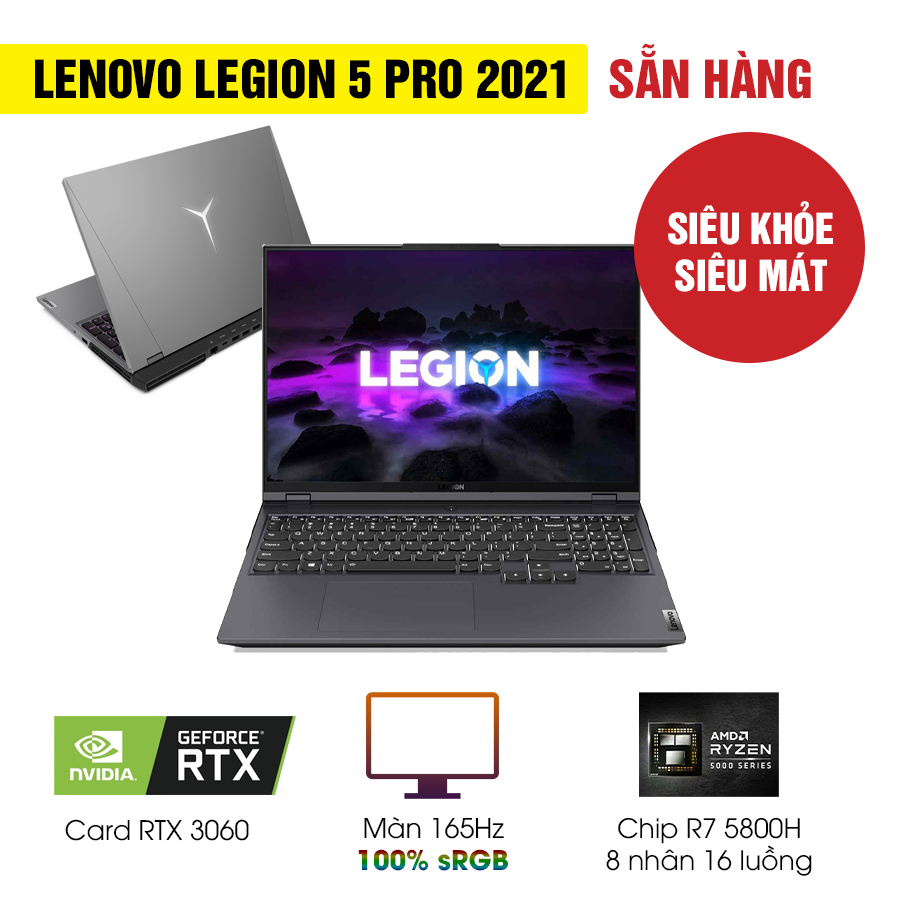 LENOVO LEGION 5 PRO 2021
SẴN HÀNG
SIÊU KHỎE
SIÊU MÁT
LEGION
LEGION
Lenovo
NVIDIA.
GEFORCE®
RTX
AMD
RYZEN
5000 SERIES
Card RTX 3060
Màn 165Hz
100% sRGB
Chip R7 5800H
8 nhân 16 luồng